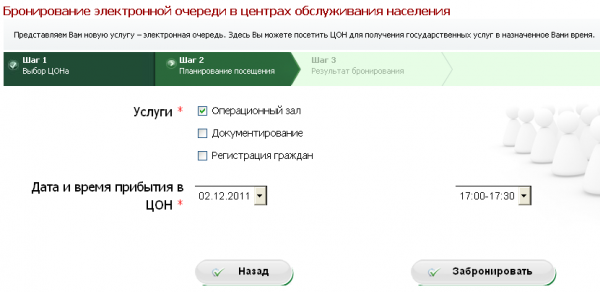 Бронирование электронной очереди в центрах обслуживания населения
Представляем Вам новую услугу – электронная очередь. Здесь Вы можете посетить ЦОН для получения государственных услуг в назначенное Вами время.
Шаг 1
Выбор ЦОНа
Шаг 2
Планирование посещения
Шаг 3
Результат бронирования
Услуги *
Операционный зал
Документирование
Регистрация граждан
Дата и время прибытия в
ЦОН *
02.12.2011
17:00-17:30
Назад
Забронировать